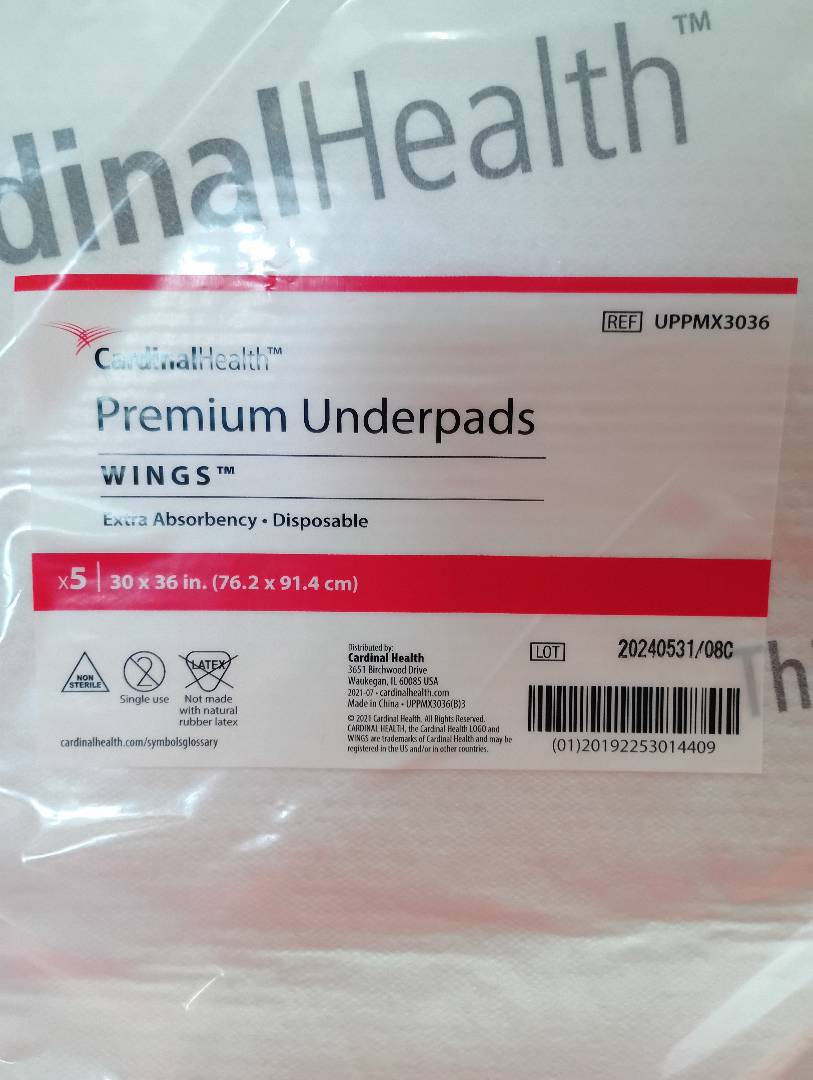 dinalHealth™
REF UPPMX3036
CardinalHealth™
Premium Underpads
WINGS™
Extra Absorbency • Disposable
x5 | 30 x 36 in. (76.2 x 91.4 cm)
NON
STERILE
2
Single use
LATEX
Not made
with natural
rubber latex
cardinalhealth.com/symbolsglossary
Distributed by:
Cardinal Health
3651 Birchwood Drive
Waukegan, IL 60085 USA
2021-07 • cardinalhealth.com
Made in China • UPPMX3036(B)3
© 2021 Cardinal Health. All Rights Reserved.
CARDINAL HEALTH, the Cardinal Health LOGO and
WINGS are trademarks of Cardinal Health and may be
registered in the US and/or in other countries.
LOT 20240531/08C
(01)20192253014409
Th